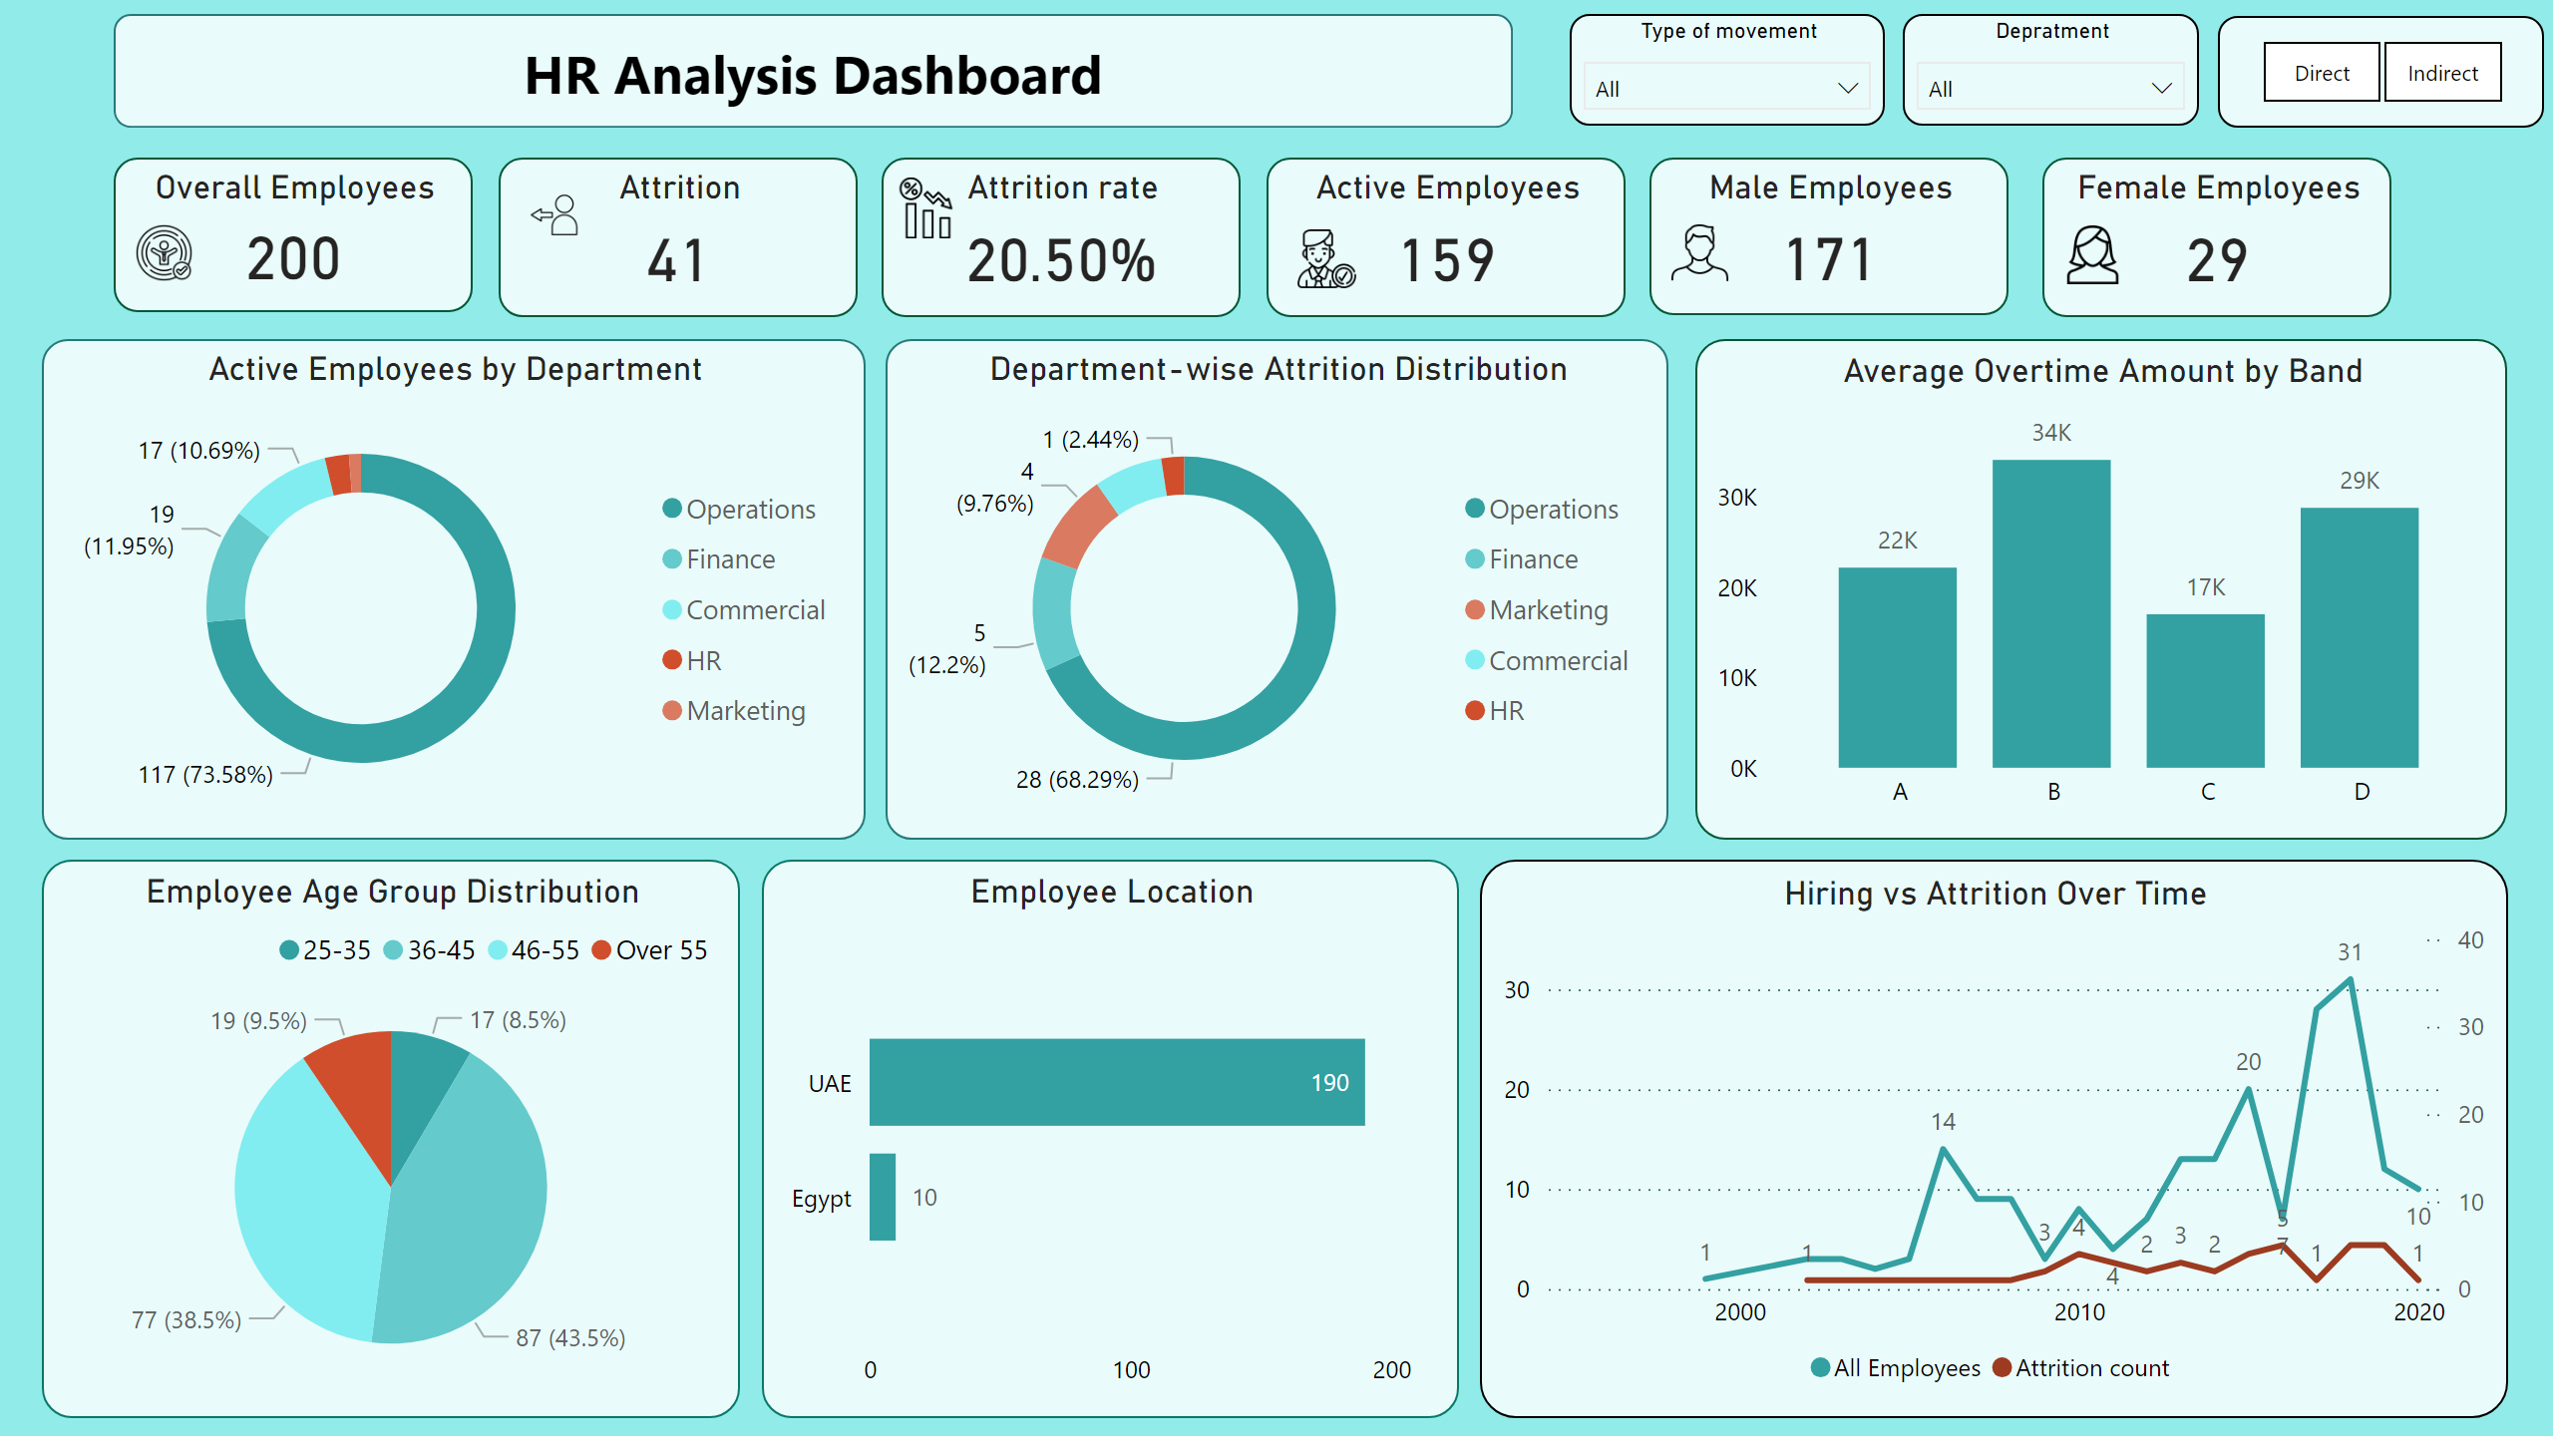 HR Analysis Dashboard
Type of movement
All
Depratment
All
Direct
Indirect
Overall Employees
200
Attrition
41
Attrition rate
20.50%
Active Employees
159
Male Employees
171
Female Employees
29
Active Employees by Department
17 (10.69%)
19
(11.95%)
117 (73.58%)
Operations
Finance
Commercial
HR
Marketing
Department-wise Attrition Distribution
1 (2.44%)
4
(9.76%)
5
(12.2%)
28 (68.29%)
Operations
Finance
Marketing
Commercial
HR
Average Overtime Amount by Band
30K
20K
10K
0K
22K
34K
17K
29K
A
B
C
D
Employee Age Group Distribution
25-35
36-45
46-55
Over 55
19 (9.5%)
17 (8.5%)
77 (38.5%)
87 (43.5%)
Employee Location
UAE
190
Egypt
10
0
100
200
Hiring vs Attrition Over Time
30
20
10
0
40
30
20
10
0
1
1
14
3
4
4
2
3
2
20
5
7
1
31
10
1
2000
2010
2020
All Employees
Attrition count